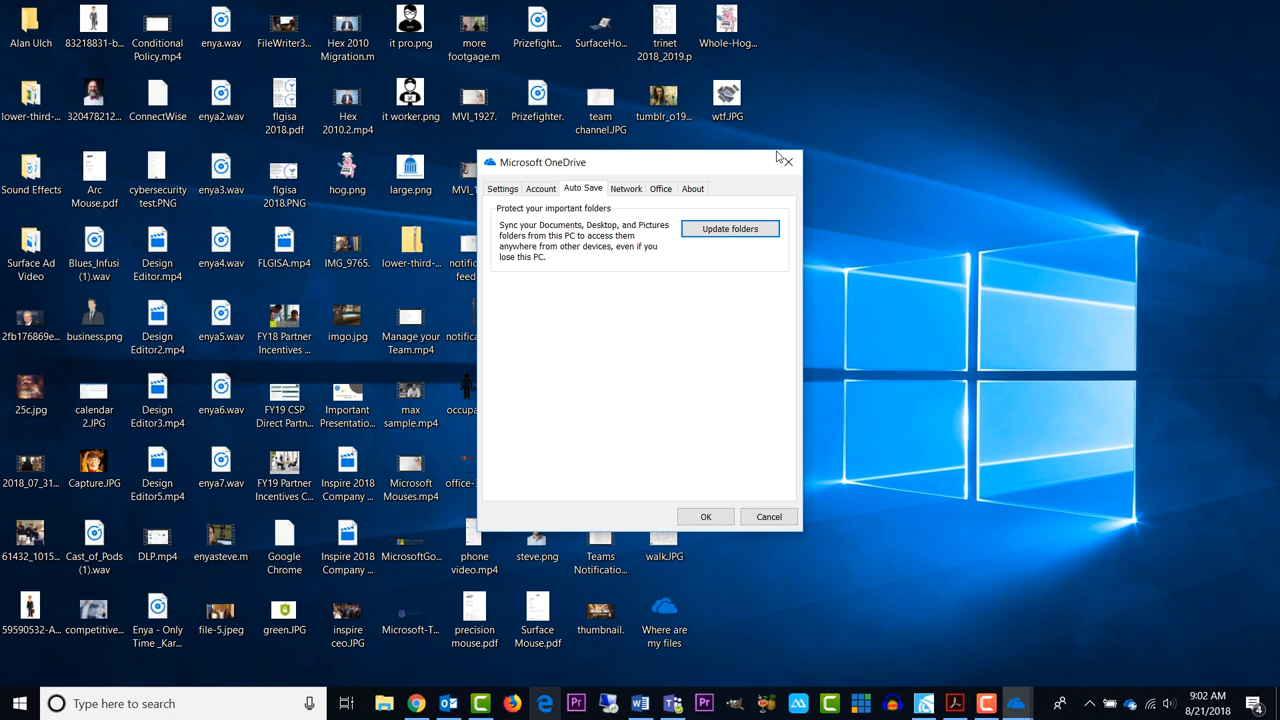 Alan Ulch
83218831-b...
Conditional
Policy.mp4
enya.wav
FileWriter3...
Hex 2010
Migration.m
it pro.png
more
footgage.m
Prizefighter...
SurfaceHo...
trinet
2018_2019.p
Whole-Hog...
lower-third-...
320478212...
ConnectWise
enya2.wav
flgisa
2018.pdf
Hex
2010.2.mp4
it worker.png
MVI_1927.
Prizefighter.
team
channel.JPG
tumblr_o19...
wtf.JPG
Microsoft OneDrive
Settings
Account
Auto Save
Network
Office
About
Protect your important folders
Sync your Documents, Desktop, and Pictures
folders from this PC to access them
anywhere from other devices, even if you
lose this PC.
Update folders
OK
Cancel
Sound Effects
Arc
Mouse.pdf
cybersecurity
test.PNG
enya3.wav
flgisa
2018.PNG
hog.png
large.png
MVI_1
Surface Ad
Video
Blues_Infusi
(1).wav
Design
Editor.mp4
enya4.wav
FLGISA.mp4
IMG_9765.
lower-third-...
notific
feed
2fb176869e...
business.png
Design
Editor2.mp4
enya5.wav
FY18 Partner
Incentives ...
imgo.jpg
Manage your
Team.mp4
notifica
25c.jpg
calendar
2.JPG
Design
Editor3.mp4
enya6.wav
FY19 CSP
Direct Partn...
Important
Presentatio...
max
sample.mp4
occupa
2018_07_31...
Capture.JPG
Design
Editor5.mp4
enya7.wav
FY19 Partner
Incentives C...
Inspire 2018
Company ...
Microsoft
Mouses.mp4
office-
61432_1015...
Cast_of_Pods
(1).wav
DLP.mp4
enyasteve.m
Google
Chrome
Inspire 2018
Company ...
MicrosoftGo...
phone
video.mp4
steve.png
Teams
Notificatio...
walk.JPG
59590532-A...
competitive...
Enya - Only
Time _Kar...
file-5.jpeg
green.JPG
inspire
ceo.JPG
Microsoft-T...
precision
mouse.pdf
Surface
Mouse.pdf
thumbnail.
Where are
my files
Type here to search
9:02 AM
8/21/2018
4